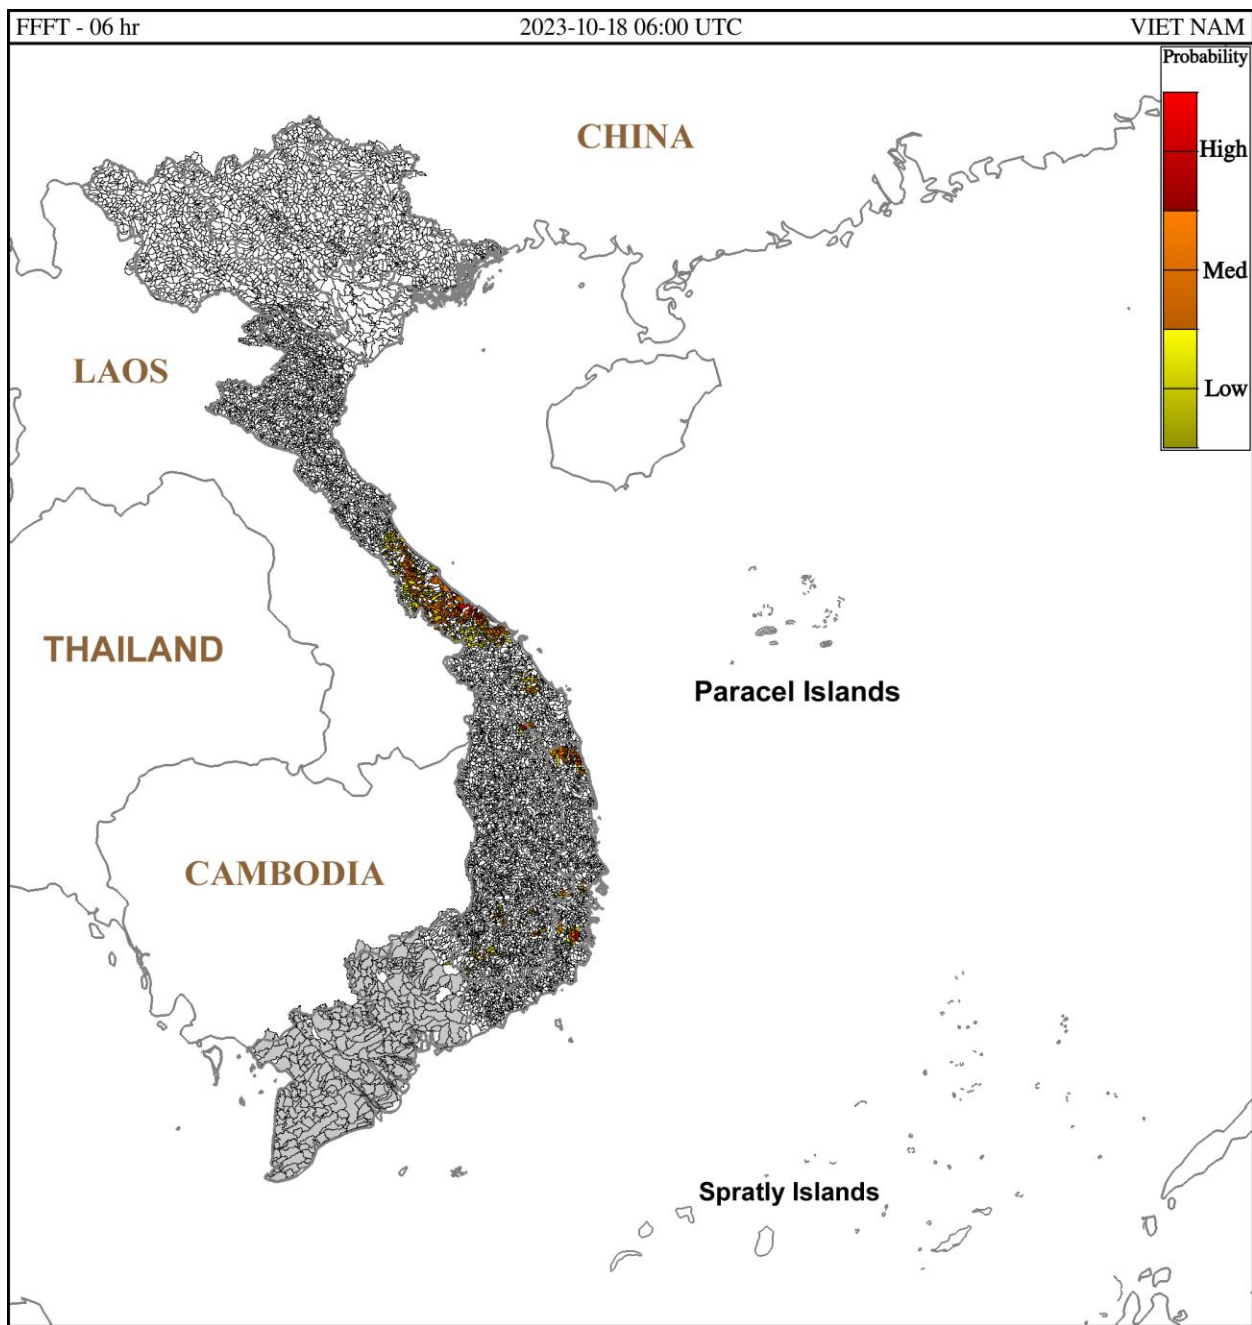 FFFT - 06 hr
2023-10-18 06:00 UTC
VIET NAM
Probability
High
Med
Low
CHINA
LAOS
THAILAND
Paracel Islands
CAMBODIA
Spratly Islands